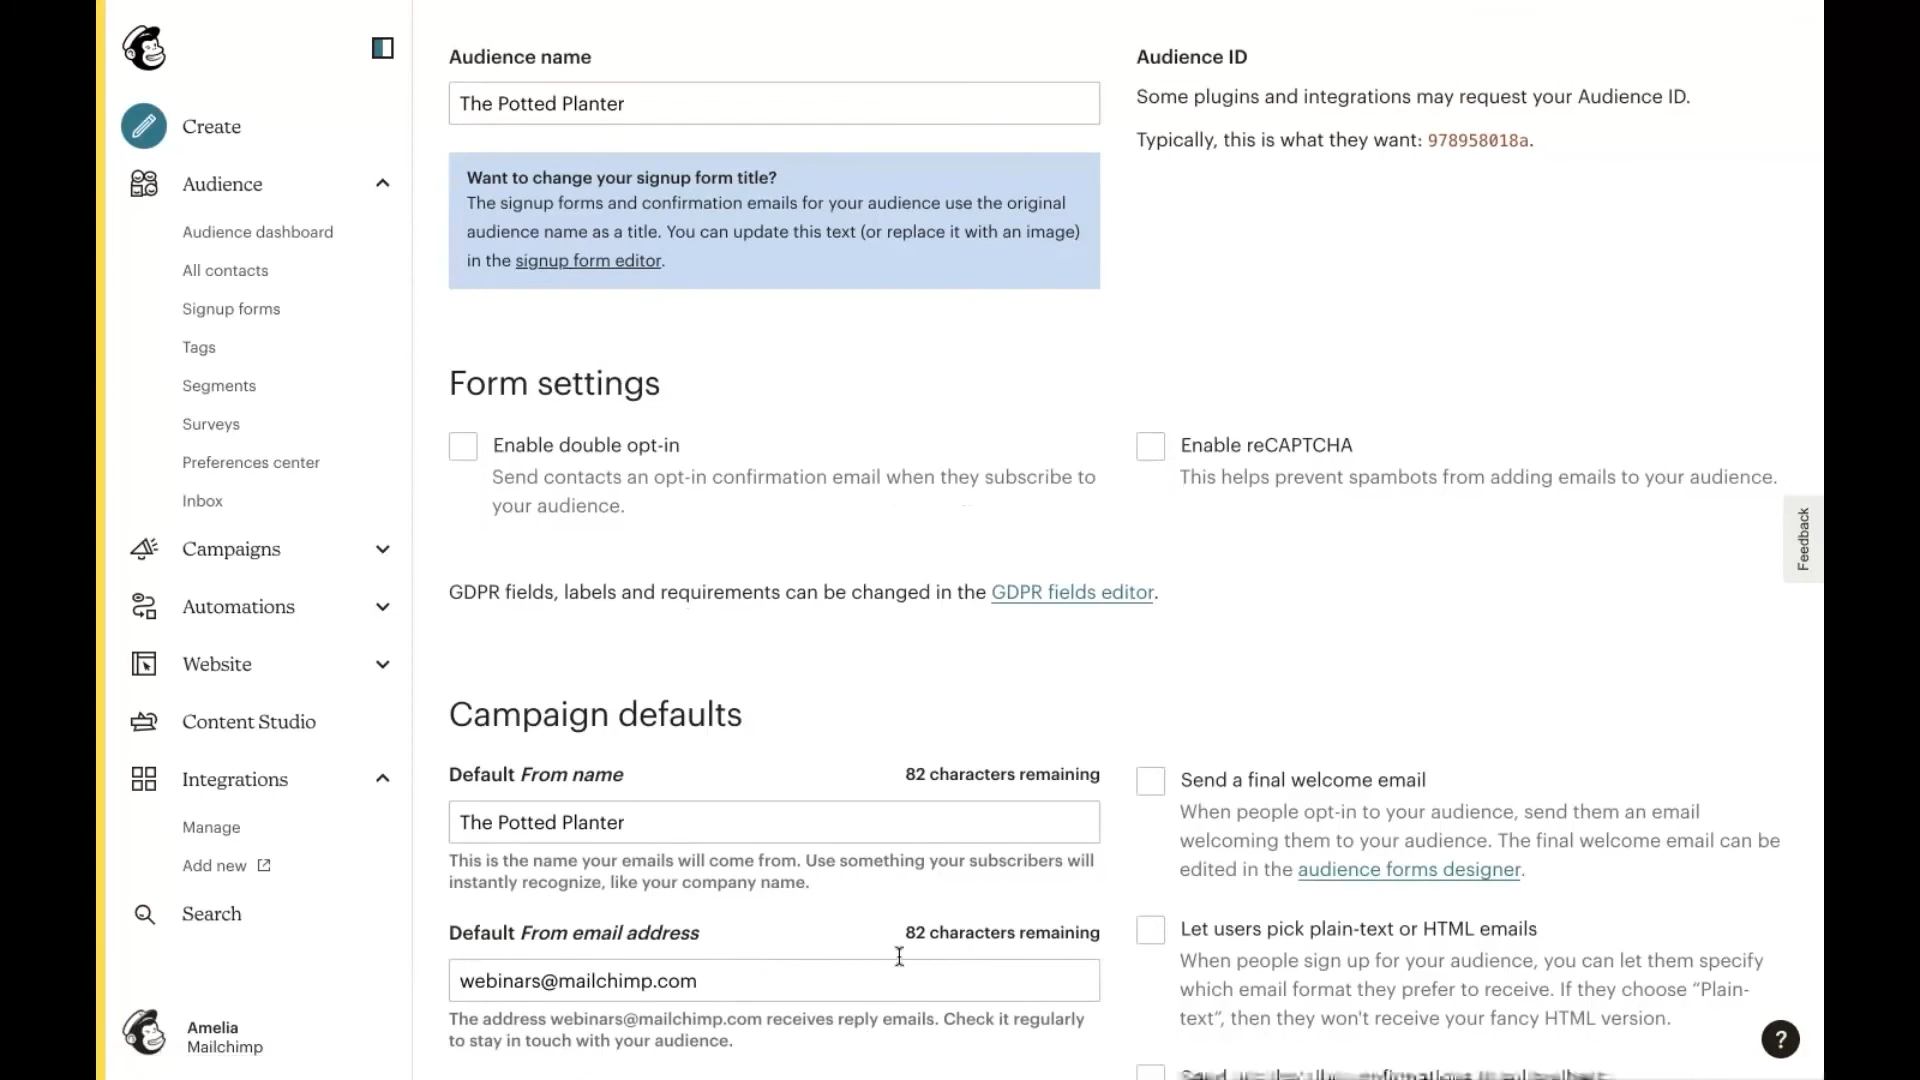 Create
Audience
Audience dashboard
All contacts
Signup forms
Tags
Segments
Surveys
Preferences center
Inbox
Campaigns
Automations
Website
Content Studio
Integrations
Manage
Add new
Search
Amelia
Mailchimp
Audience name
The Potted Planter
Want to change your signup form title?
The signup forms and confirmation emails for your audience use the original
audience name as a title. You can update this text (or replace it with an image)
in the signup form editor.
Audience ID
Some plugins and integrations may request your Audience ID.
Typically, this is what they want: 978958018a.
Form settings
Enable double opt-in
Send contacts an opt-in confirmation email when they subscribe to
your audience.
Enable reCAPTCHA
This helps prevent spambots from adding emails to your audience.
GDPR fields, labels and requirements can be changed in the GDPR fields editor.
Campaign defaults
Default From name
82 characters remaining
The Potted Planter
This is the name your emails will come from. Use something your subscribers will
instantly recognize, like your company name.
Default From email address
82 characters remaining
webinars@mailchimp.com
The address webinars@mailchimp.com receives reply emails. Check it regularly
to stay in touch with your audience.
Send a final welcome email
When people opt-in to your audience, send them an email
welcoming them to your audience. The final welcome email can be
edited in the audience forms designer.
Let users pick plain-text or HTML emails
When people sign up for your audience, you can let them specify
which email format they prefer to receive. If they choose “Plain-
text”, then they won't receive your fancy HTML version.
Feedback
?